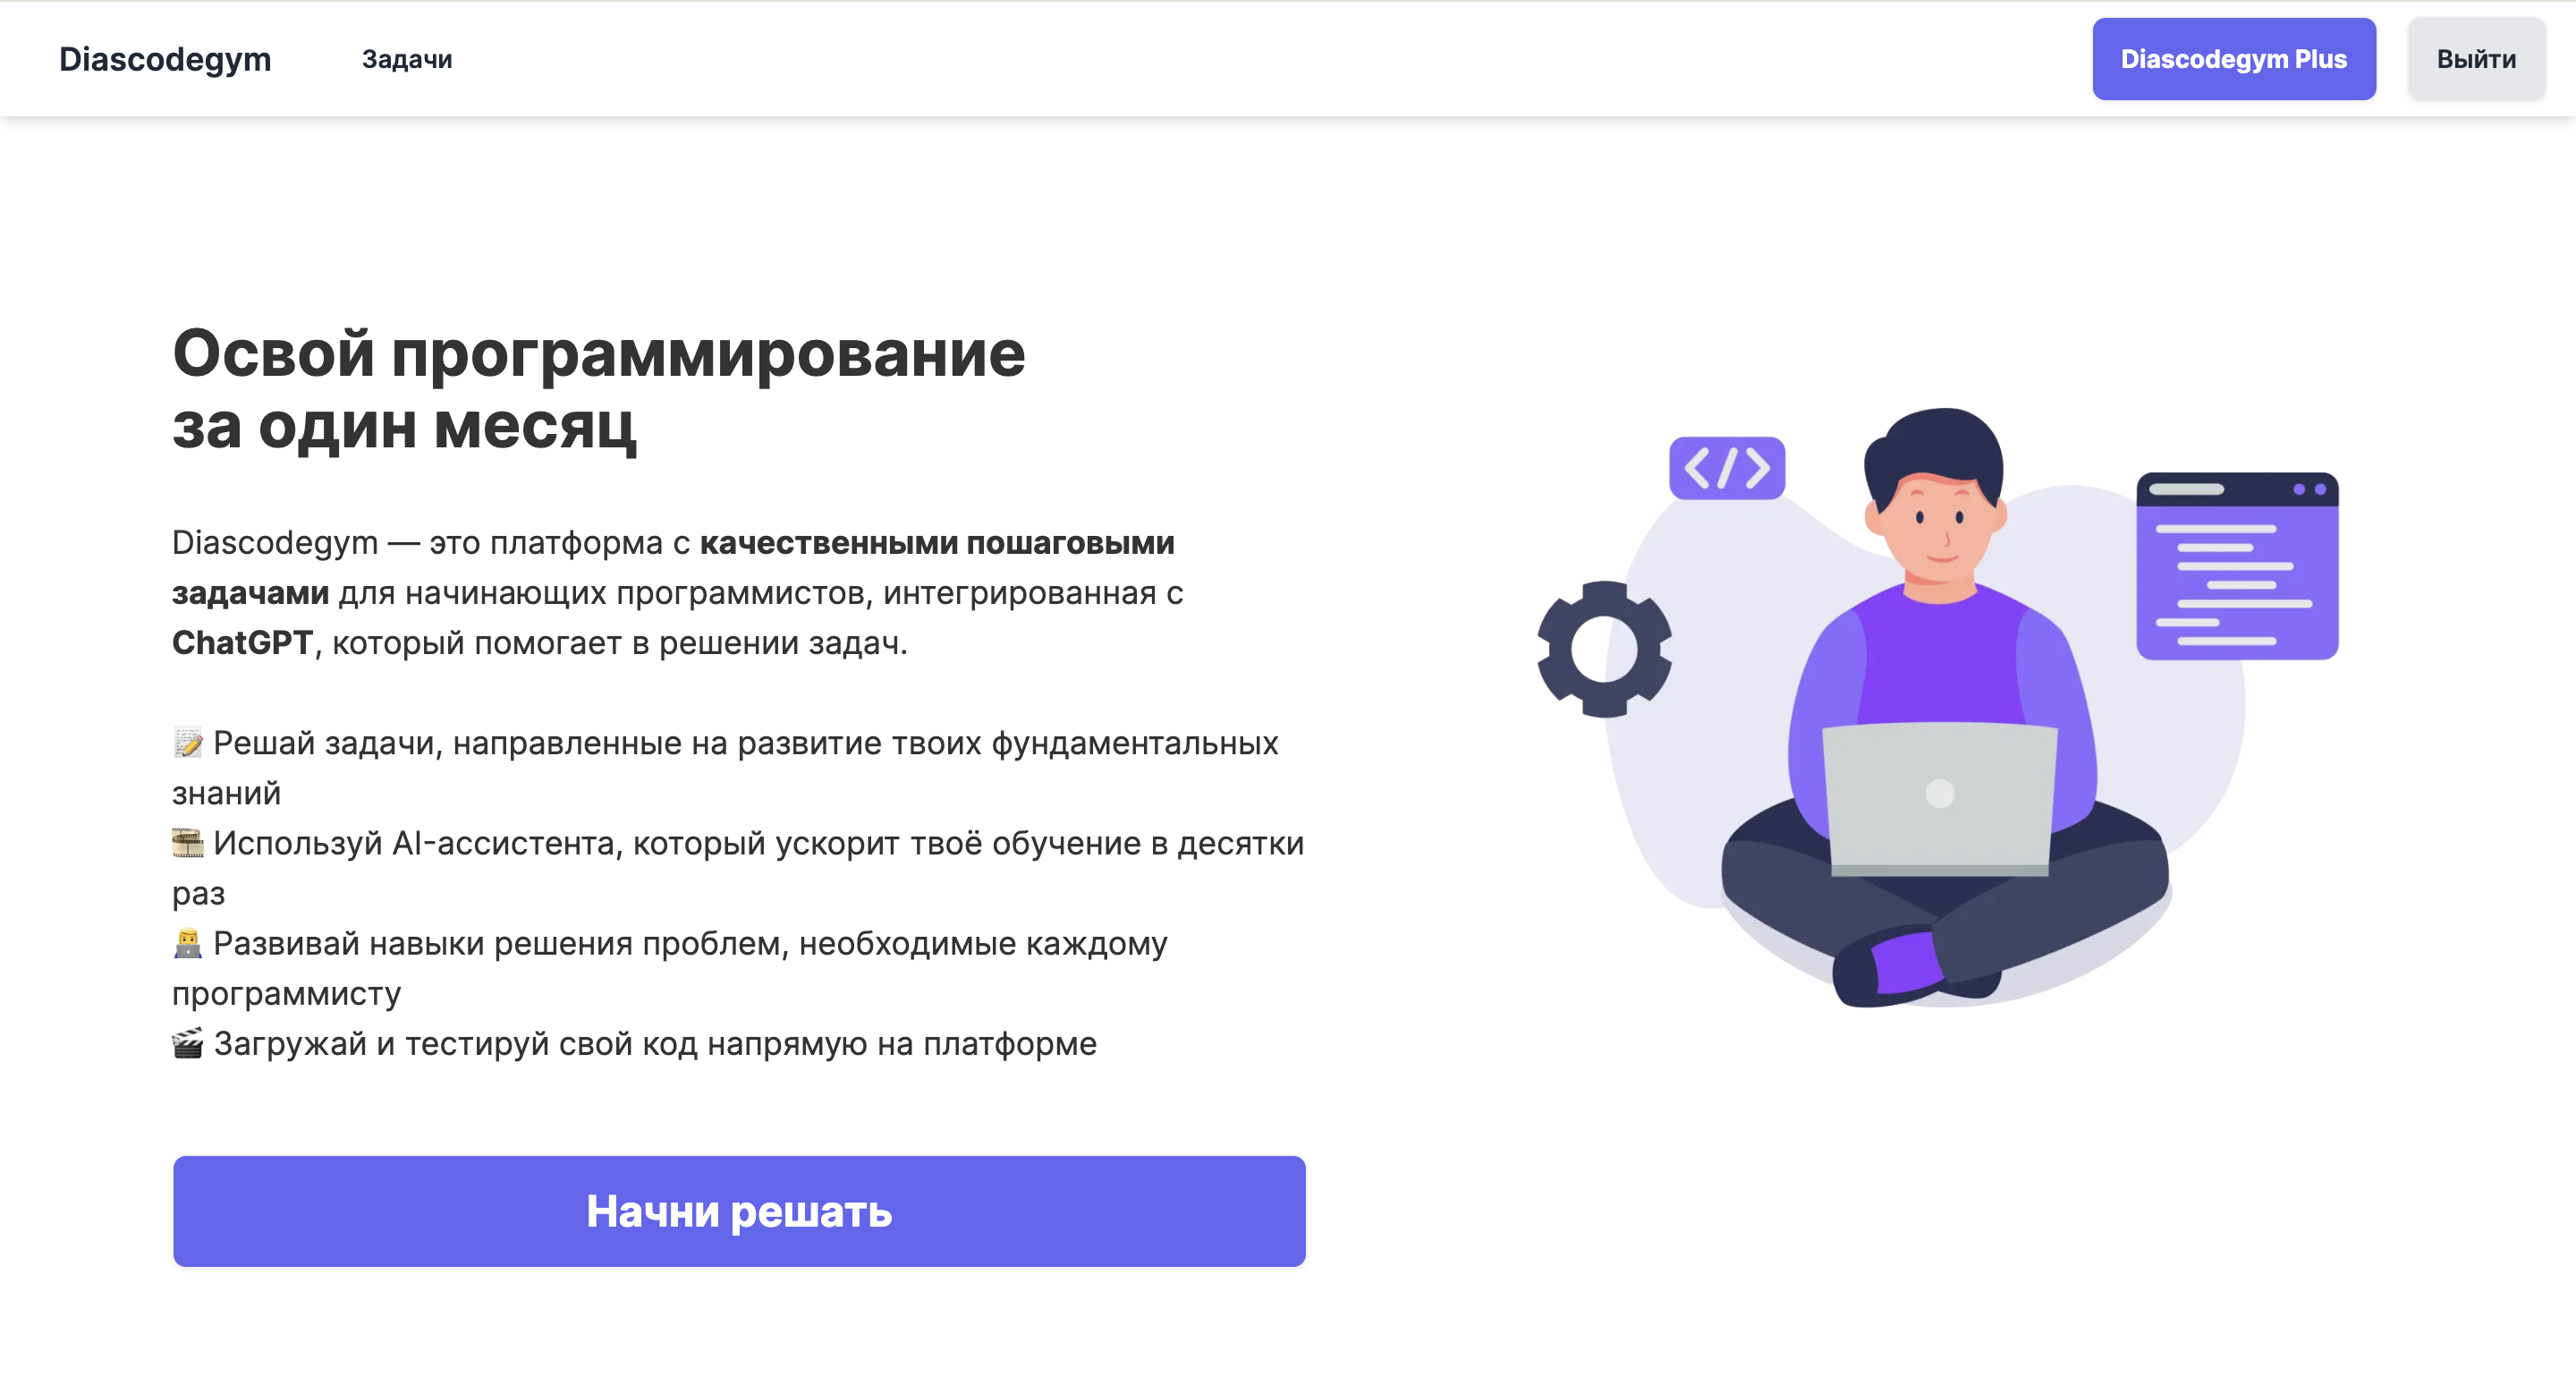 Diascodegym
Задачи
Diascodegym Plus
Выйти
Освой программирование
за один месяц
Diascodegym — это платформа с качественными пошаговыми
задачами для начинающих программистов, интегрированная с
ChatGPT, который помогает в решении задач.
📝 Решай задачи, направленные на развитие твоих фундаментальных
знаний
🎞 Используй AI-ассистента, который ускорит твоё обучение в десятки
раз
👨‍💻 Развивай навыки решения проблем, необходимые каждому
программисту
🎬 Загружай и тестируй свой код напрямую на платформе
Начни решать